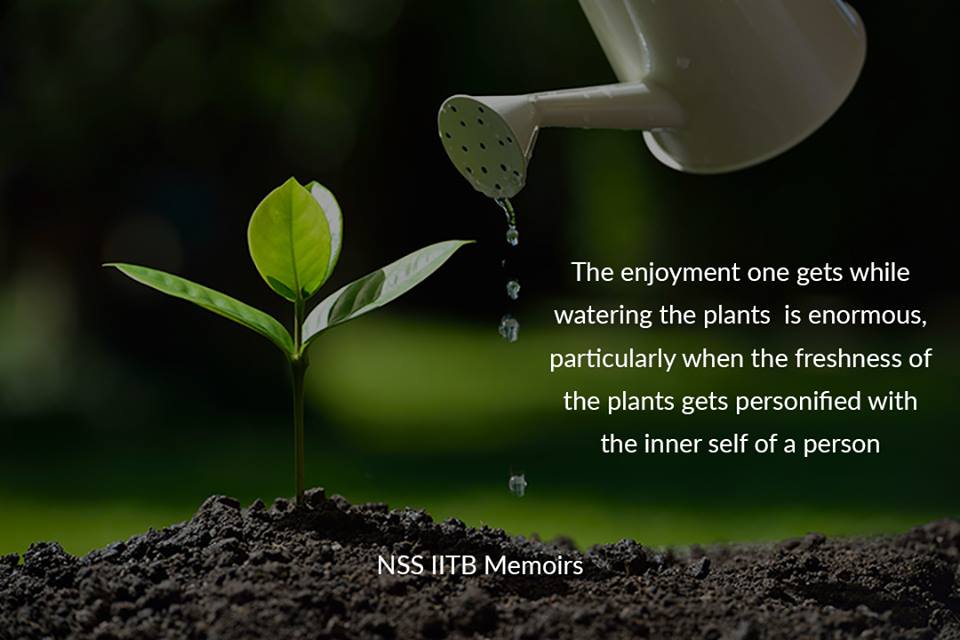 The enjoyment one gets while
watering the plants  is enormous,
particularly when the freshness of
the plants gets personified with
the inner self of a person
NSS IITB Memoirs